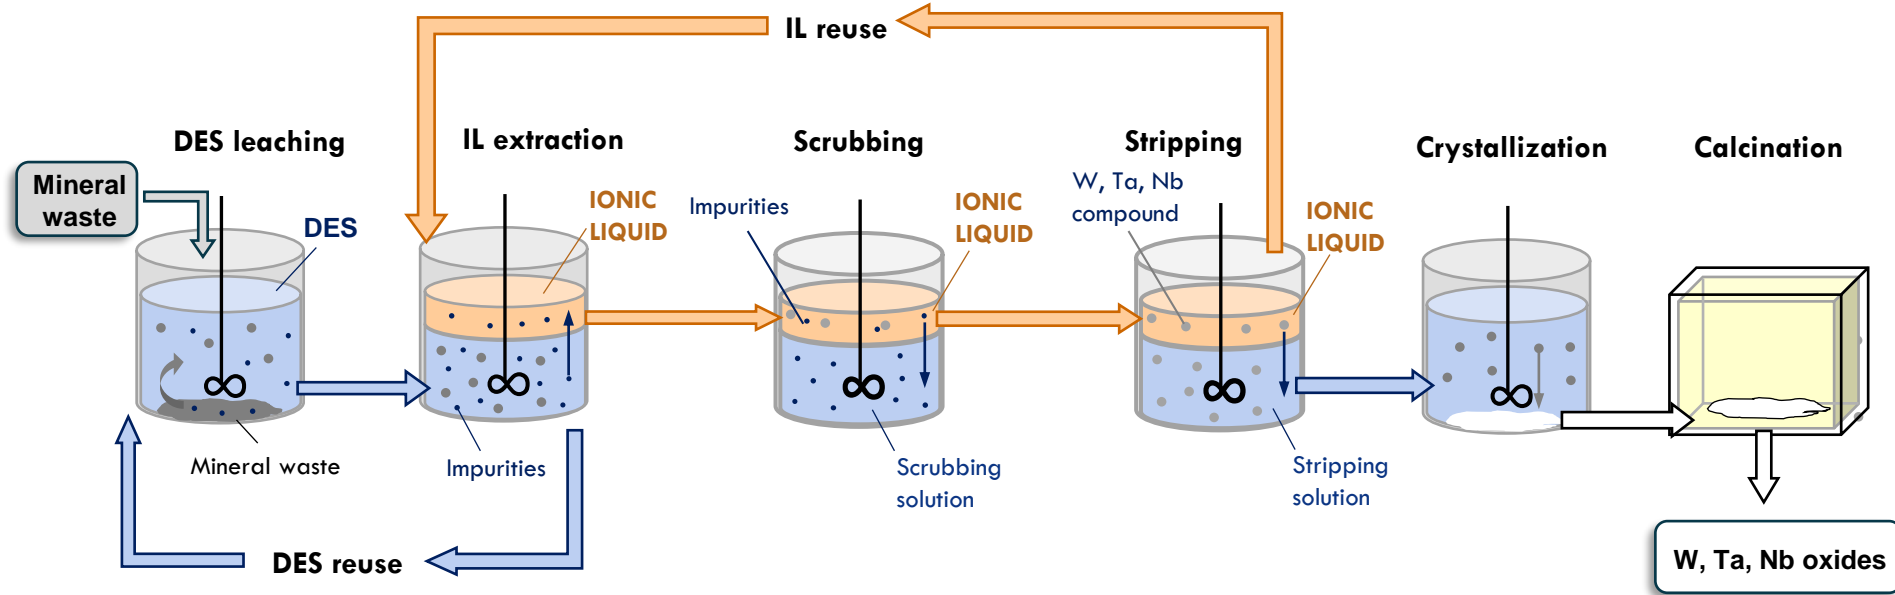 IL reuse
DES leaching
IL extraction
Scrubbing
Stripping
Crystallization
Calcination
Mineral
waste
DES
IONIC
LIQUID
Impurities
IONIC
LIQUID
W, Ta, Nb
compound
IONIC
LIQUID
Mineral waste
Impurities
Scrubbing
solution
Stripping
solution
DES reuse
W, Ta, Nb oxides